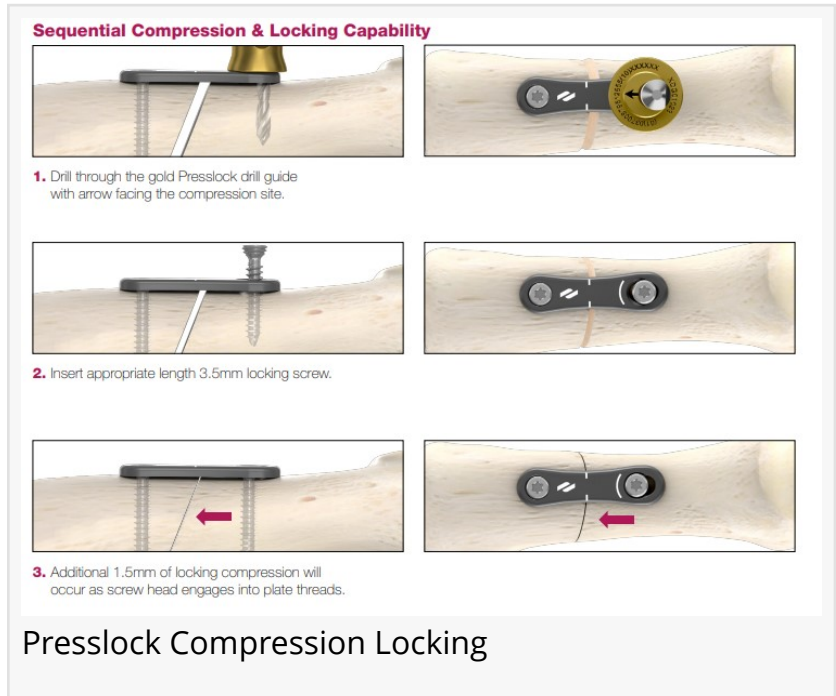 Sequential Compression & Locking Capability
1. Drill through the gold Presslock drill guide
with arrow facing the compression site.
2. Insert appropriate length 3.5mm locking screw.
3. Additional 1.5mm of locking compression will
occur as screw head engages into plate threads.
Presslock Compression Locking